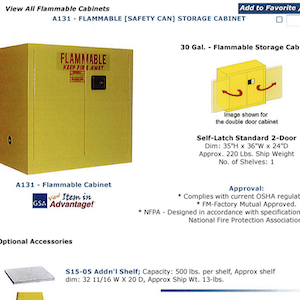 View All Flammable Cabinets
Add to Favorite
A131 - FLAMMABLE [SAFETY CAN] STORAGE CABINET
30 Gal. - Flammable Storage Cab
FLAMMABLE
KEEP FIRE AWAY
Image shown for
the double door cabinet
Self-Latch Standard 2-Door
Dim: 35"H x 36"W x 24"D
Approx. 220 Lbs. Ship Weight
No. of Shelves: 1
A131 - Flammable Cabinet
GSA
View Item in
Advantage!
Approval:
* Complies with current OSHA regulat
* FM-Factory Mutual Approved.
* NFPA - Designed in accordance with specification
National Fire Protection Associatio
Optional Accessories
S15-05 Addn'l Shelf; Capacity: 500 lbs. per shelf, Approx shelf
dim: 32 11/16 W X 20 D, Approx Ship Wt. 13-lbs.